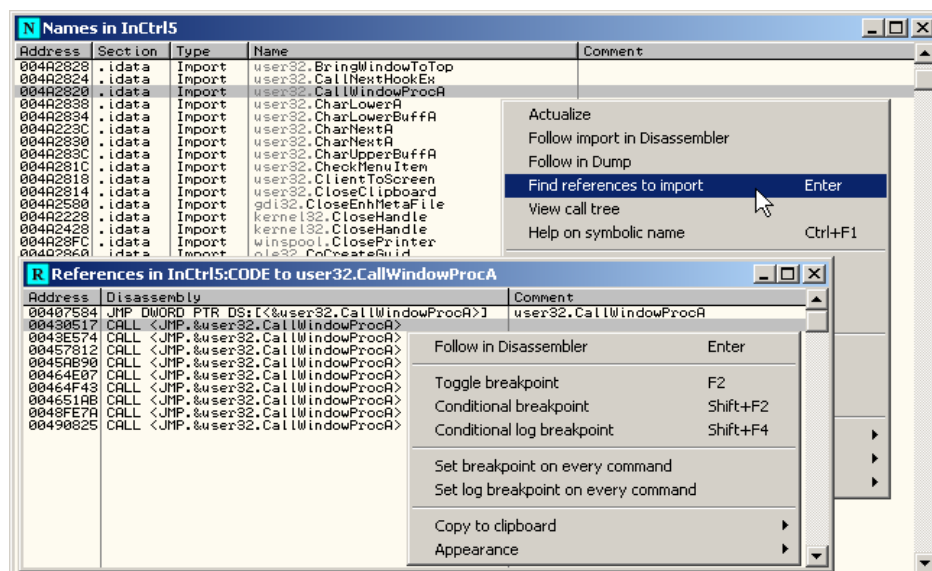 N Names in InCtrl5
Address Section Type Name Comment
004A2828 .idata Import user32.BringWindowToTop
004A2824 .idata Import user32.CallNextHookEx
004A2820 .idata Import user32.CallWindowProcA
004A2838 .idata Import user32.CharLowerA
004A2834 .idata Import user32.CharLowerBuffA
004A223C .idata Import user32.CharNextA
004A2830 .idata Import user32.CharNextA
004A283C .idata Import user32.CharUpperBuffA
004A281C .idata Import user32.CheckMenuItem
004A2818 .idata Import user32.ClientToScreen
004A2814 .idata Import user32.CloseClipboard
004A2580 .idata Import gdi32.CloseEnhMetaFile
004A2228 .idata Import kernel32.CloseHandle
004A2428 .idata Import kernel32.CloseHandle
004A28FC .idata Import winspool.ClosePrinter
004A2860 .idata Import ole32.CoCreateGuid
Actualize
Follow import in Disassembler
Follow in Dump
Find references to import Enter
View call tree
Help on symbolic name Ctrl+F1
R References in InCtrl5:CODE to user32.CallWindowProcA
Address Disassembly Comment
00407584 JMP DWORD PTR DS:[<&user32.CallWindowProcA>] user32.CallWindowProcA
00430517 CALL <JMP.&user32.CallWindowProcA>
0043E574 CALL <JMP.&user32.CallWindowProcA>
00457812 CALL <JMP.&user32.CallWindowProcA>
0045AB90 CALL <JMP.&user32.CallWindowProcA>
00464E07 CALL <JMP.&user32.CallWindowProcA>
00464F43 CALL <JMP.&user32.CallWindowProcA>
004651AB CALL <JMP.&user32.CallWindowProcA>
0048FE7A CALL <JMP.&user32.CallWindowProcA>
00490825 CALL <JMP.&user32.CallWindowProcA>
Follow in Disassembler Enter
Toggle breakpoint F2
Conditional breakpoint Shift+F2
Conditional log breakpoint Shift+F4
Set breakpoint on every command
Set log breakpoint on every command
Copy to clipboard
Appearance